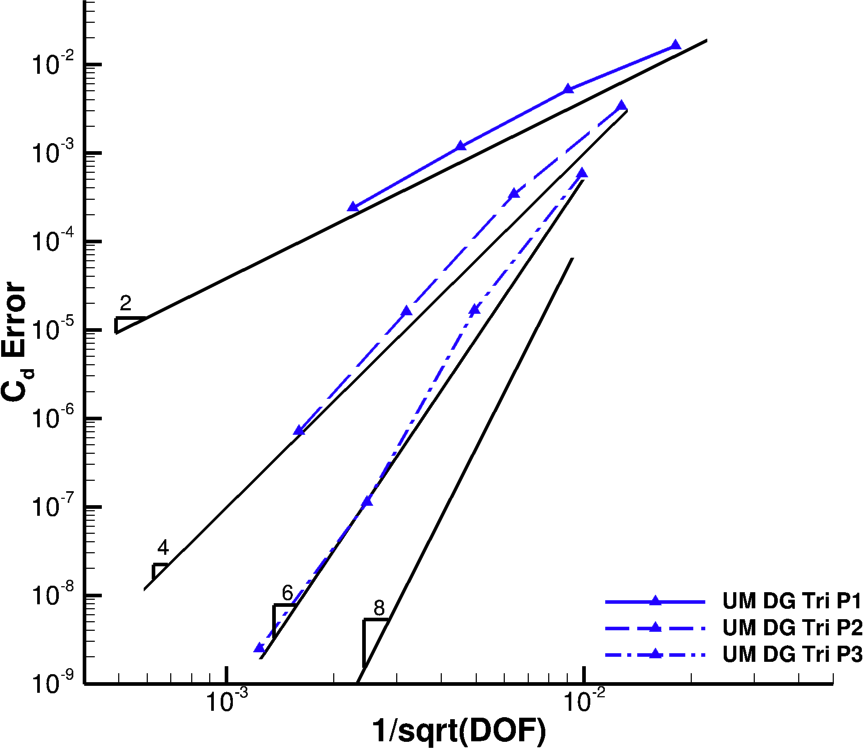 10-2
10-3
10-4
10-5
10-6
10-7
10-8
10-9
Cd Error
2
4
6
8
UM DG Tri P1
UM DG Tri P2
UM DG Tri P3
10-3
10-2
1/sqrt(DOF)